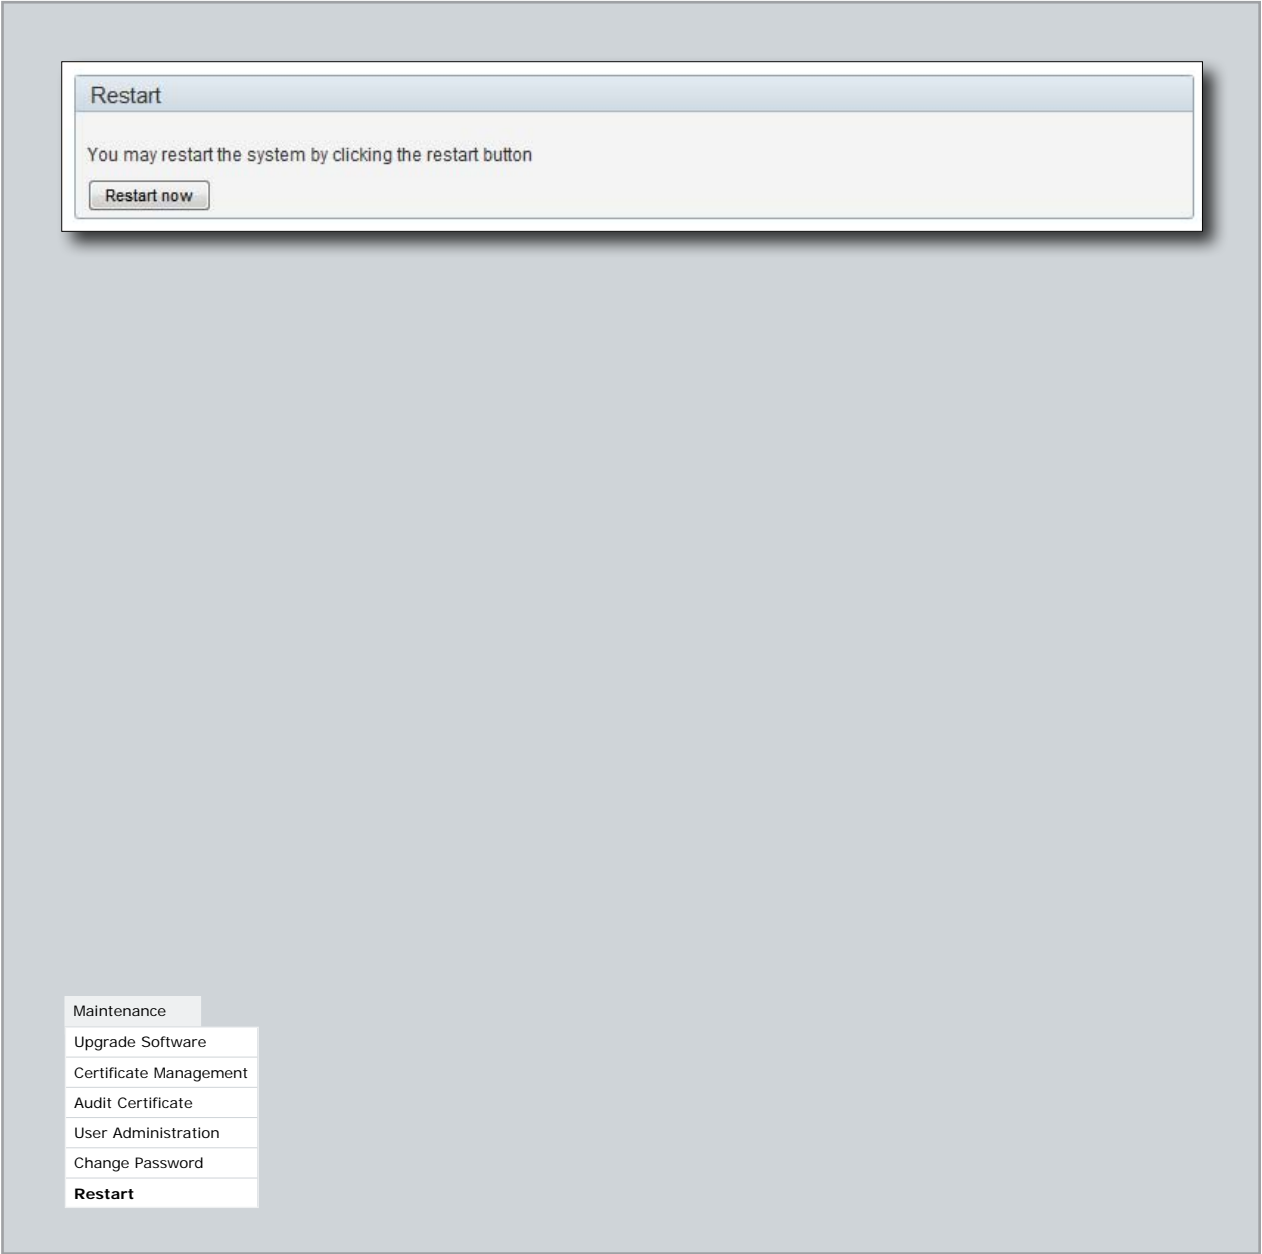 Restart
You may restart the system by clicking the restart button
Restart now
Maintenance
Upgrade Software
Certificate Management
Audit Certificate
User Administration
Change Password
Restart